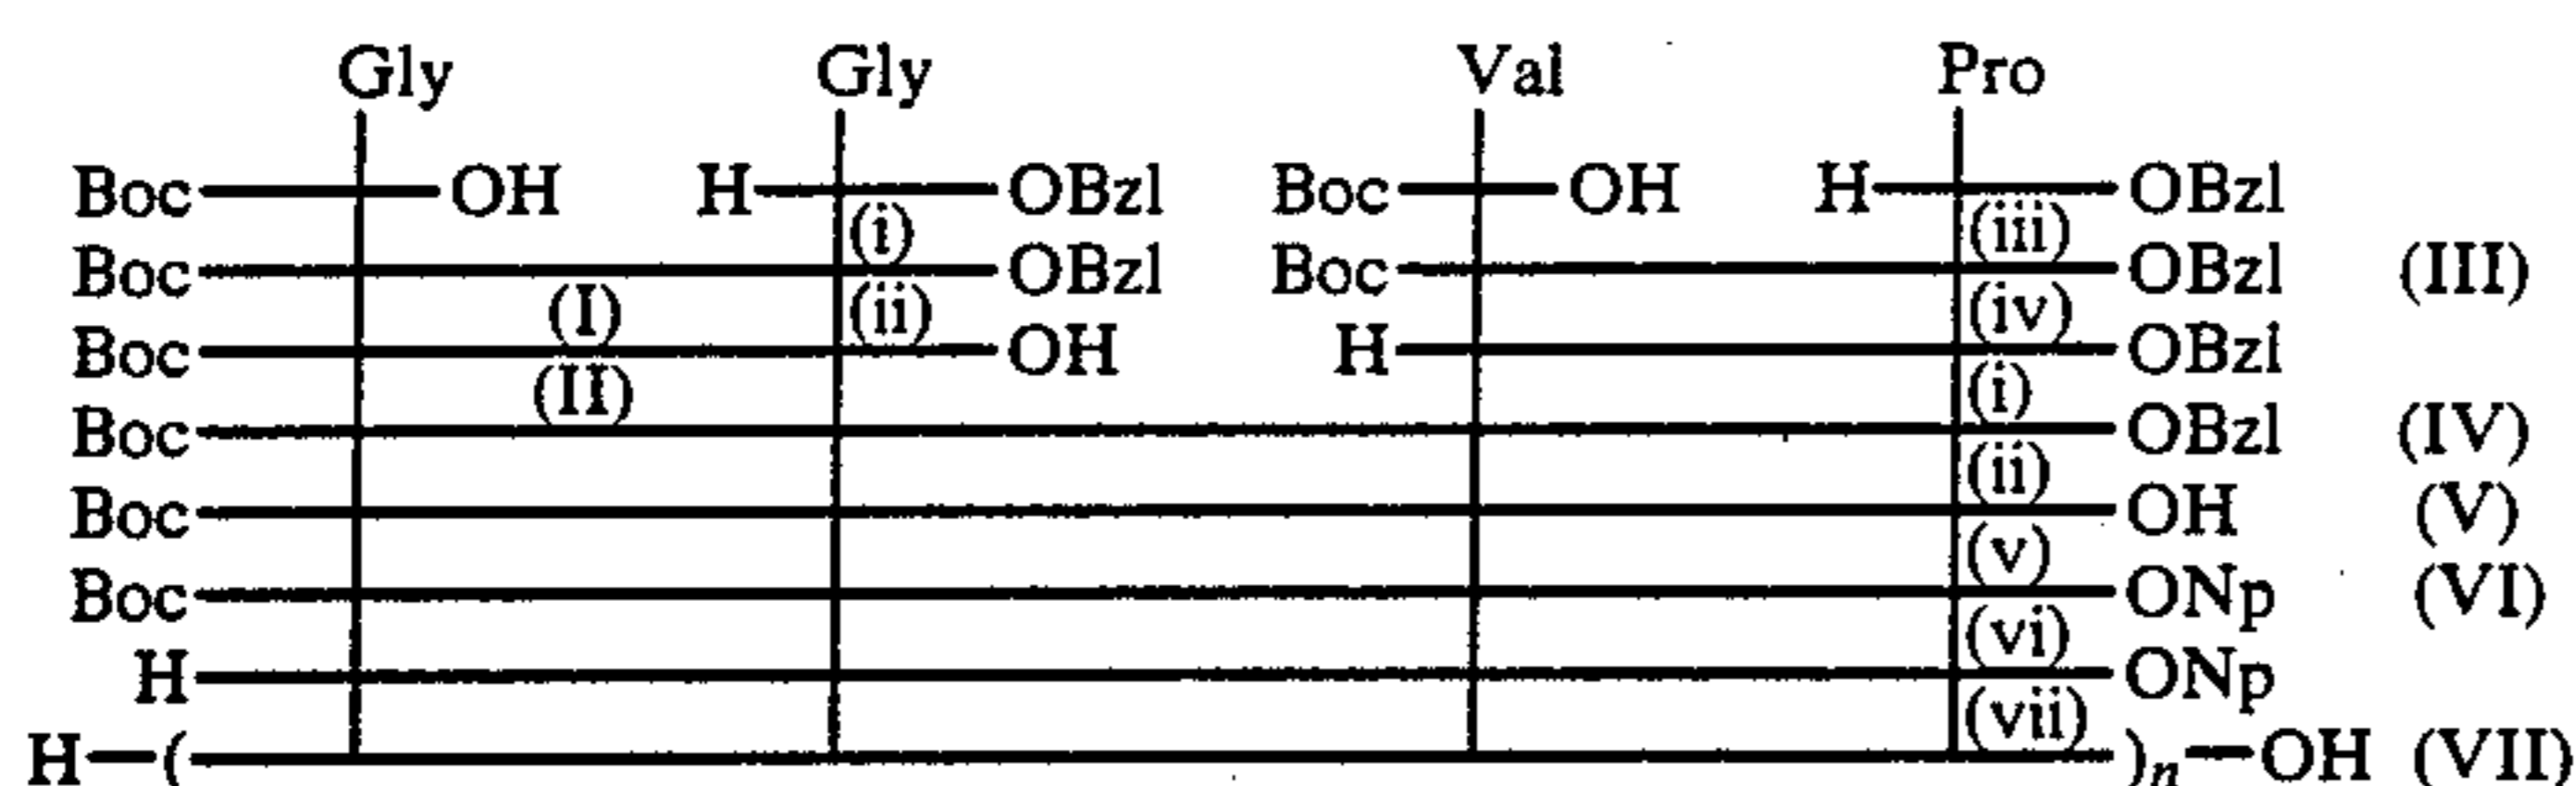 Gly Gly Val Pro
Boc OH H OBzl Boc OH H OBzl
(i) (iii)
Boc OBzl Boc OBzl (III)
(I) (ii) (iv)
Boc OH H OBzl
(II) (i)
Boc OBzl (IV)
(ii)
Boc OH (V)
(v)
Boc ONp (VI)
(vi)
H ONp
(vii)
H—( )n—OH (VII)